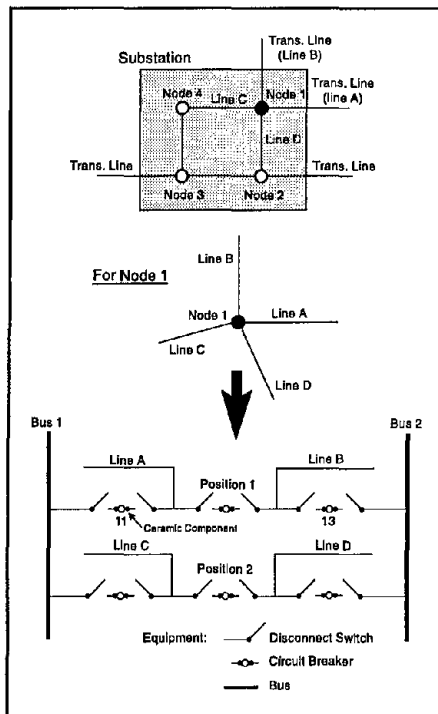 Trans. Line
(Line B)
Substation
Node 4
Node 1
Trans. Line
(line A)
Line C
Line D
Trans. Line
Trans. Line
Node 3
Node 2
Line B
For Node 1
Node 1
Line A
Line C
Line D
Bus 1
Bus 2
Line A
Line B
Position 1
11
Ceramic Component
13
Line C
Line D
Position 2
Equipment:
Disconnect Switch
Circuit Breaker
Bus